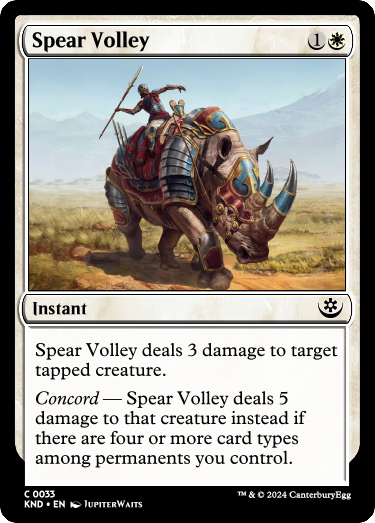 Spear Volley 1
Instant
Spear Volley deals 3 damage to target
tapped creature.
Concord — Spear Volley deals 5
damage to that creature instead if
there are four or more card types
among permanents you control.
C 0033
KND • EN JUPITERWAITS
™ & © 2024 CanterburyEgg